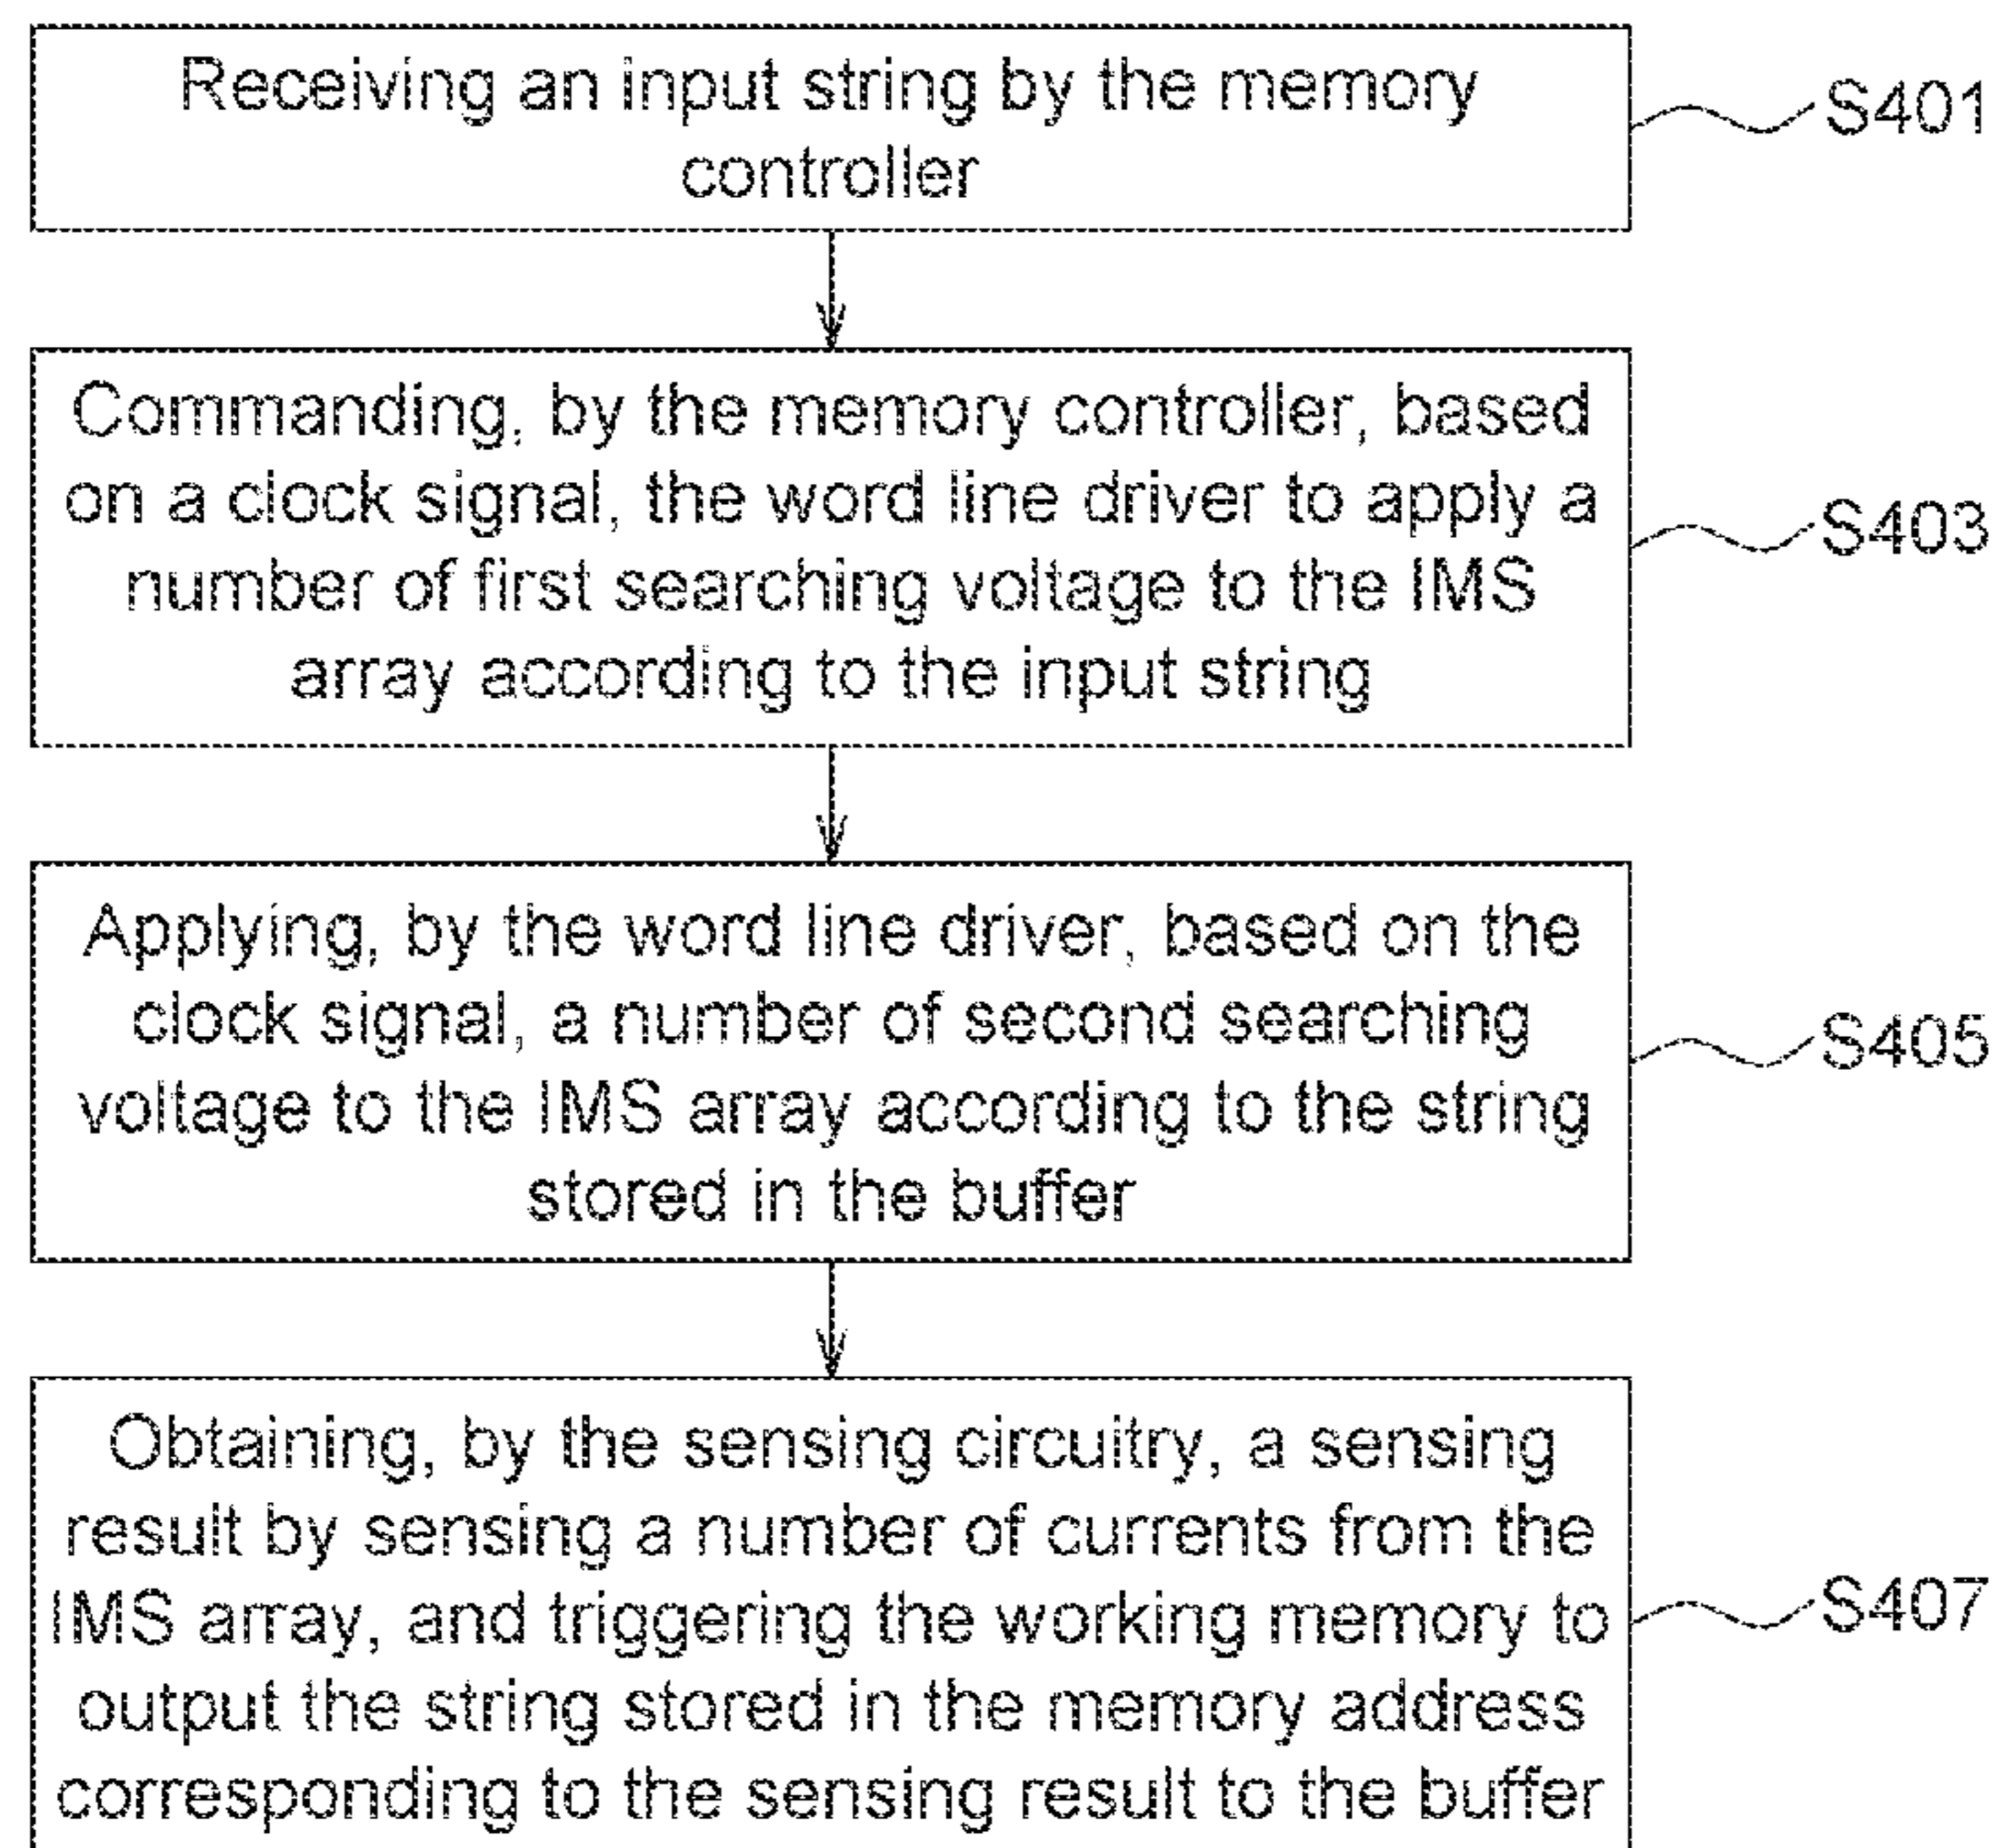 Receiving an input string by the memory
controller
S401
Commanding, by the memory controller, based
on a clock signal, the word line driver to apply a
number of first searching voltage to the IMS
array according to the input string
S403
Applying, by the word line driver, based on the
clock signal, a number of second searching
voltage to the IMS array according to the string
stored in the buffer
S405
Obtaining, by the sensing circuitry, a sensing
result by sensing a number of currents from the
IMS array, and triggering the working memory to
output the string stored in the memory address
corresponding to the sensing result to the buffer
S407